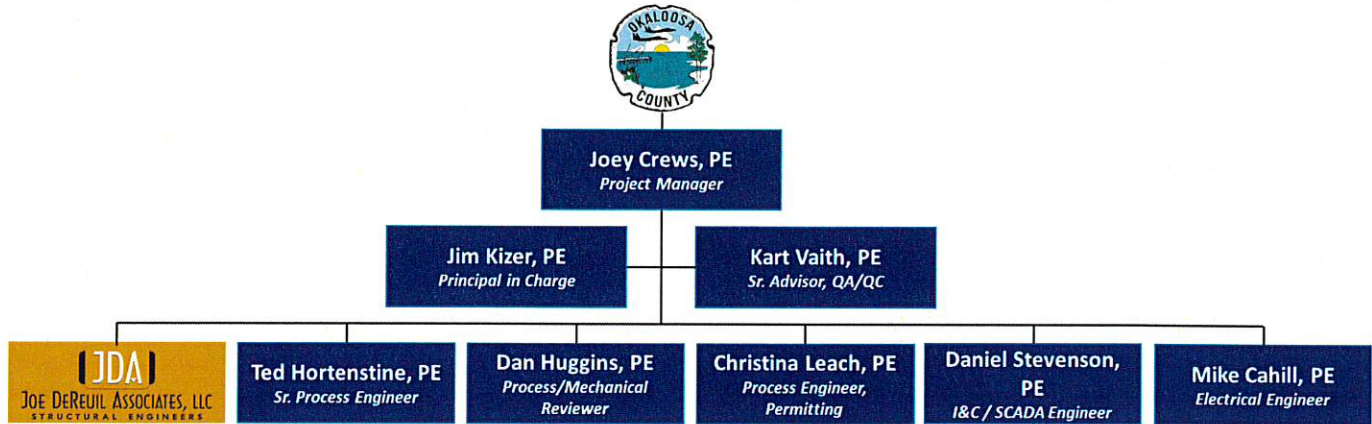 OKALOOSA
COUNTY
Joey Crews, PE
Project Manager
Jim Kizer, PE
Principal in Charge
Kart Vaith, PE
Sr. Advisor, QA/QC
JDA
JOE DEREUIL ASSOCIATES, LLC
STRUCTURAL ENGINEERS
Ted Hortenstine, PE
Sr. Process Engineer
Dan Huggins, PE
Process/Mechanical
Reviewer
Christina Leach, PE
Process Engineer,
Permitting
Daniel Stevenson,
PE
I&C / SCADA Engineer
Mike Cahill, PE
Electrical Engineer